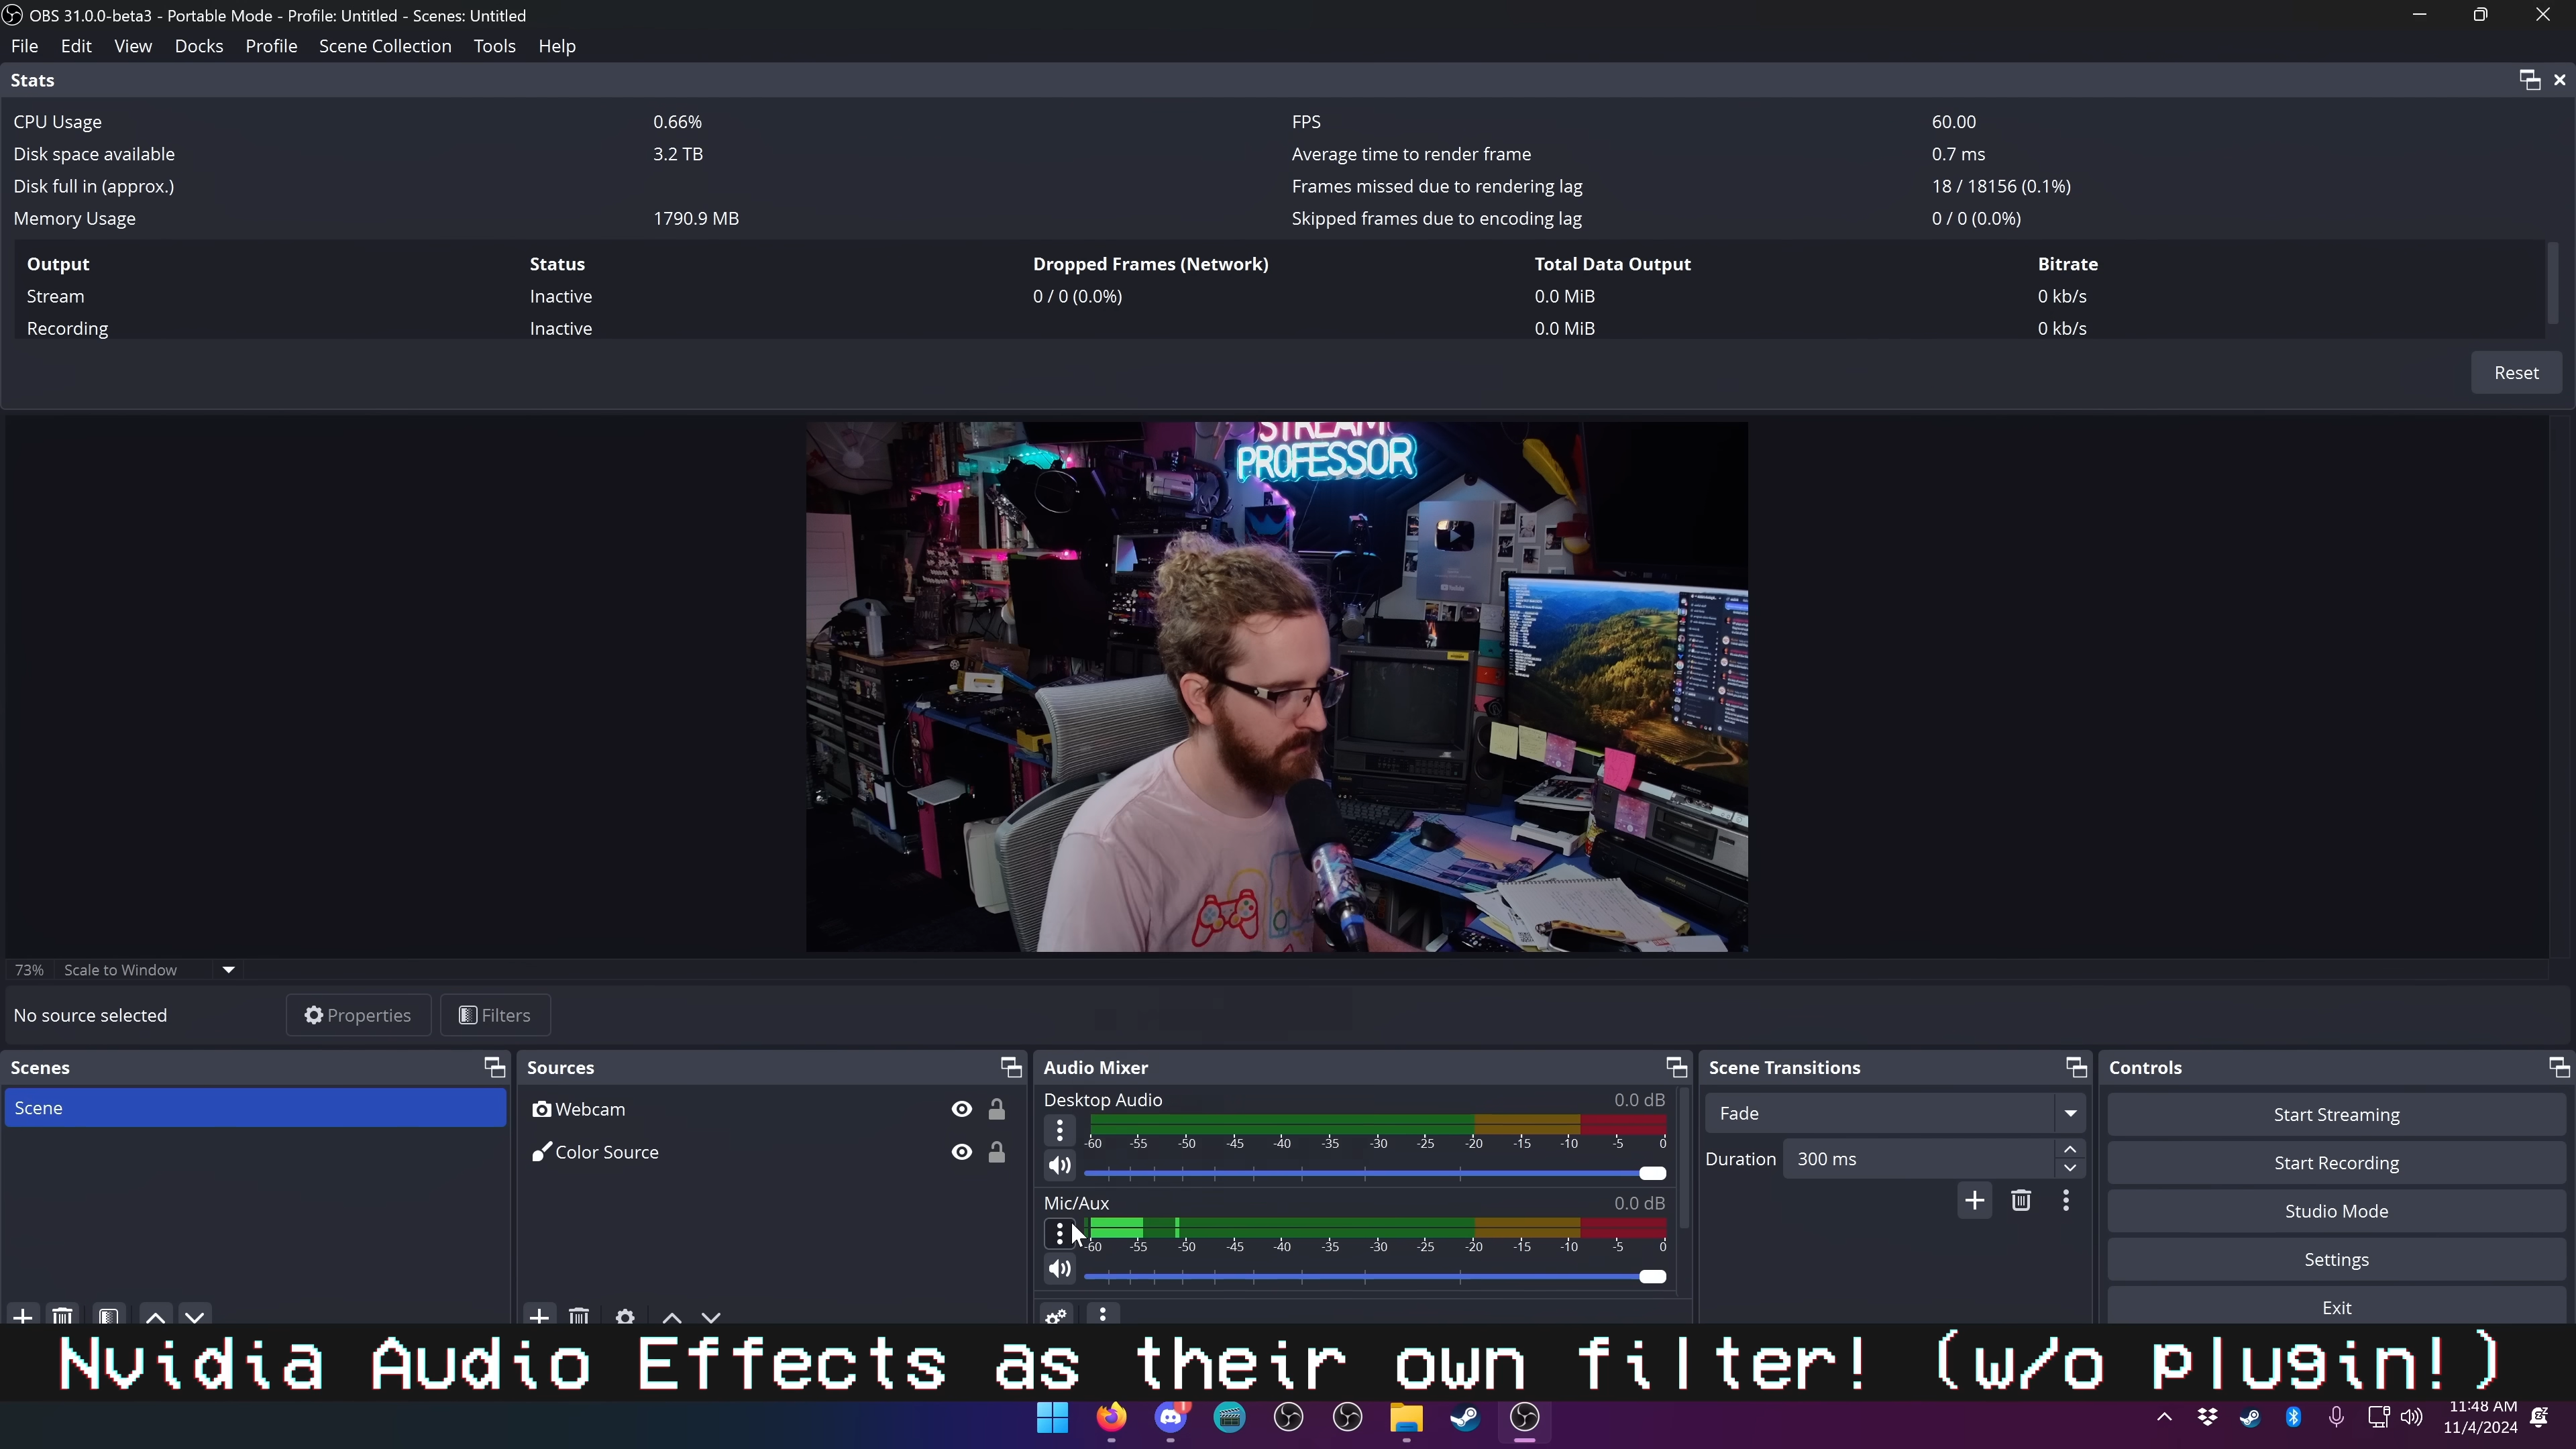 OBS 31.0.0-beta3 - Portable Mode - Profile: Untitled - Scenes: Untitled
File Edit View Docks Profile Scene Collection Tools Help
Stats
CPU Usage 0.66% FPS 60.00
Disk space available 3.2 TB Average time to render frame 0.7 ms
Disk full in (approx.) Frames missed due to rendering lag 18 / 18156 (0.1%)
Memory Usage 1790.9 MB Skipped frames due to encoding lag 0 / 0 (0.0%)
Output Status Dropped Frames (Network) Total Data Output Bitrate
Stream Inactive 0 / 0 (0.0%) 0.0 MiB 0 kb/s
Recording Inactive 0.0 MiB 0 kb/s
Reset
STREAM
PROFESSOR
YouTube
73% Scale to Window
No source selected Properties Filters
Scenes Sources Audio Mixer Scene Transitions Controls
Scene
Webcam
Color Source
Desktop Audio 0.0 dB
-60 -55 -50 -45 -40 -35 -30 -25 -20 -15 -10 -5 0
Mic/Aux 0.0 dB
-60 -55 -50 -45 -40 -35 -30 -25 -20 -15 -10 -5 0
Fade
Duration 300 ms
Start Streaming
Start Recording
Studio Mode
Settings
Exit
Nvidia Audio Effects as their own filter! (w/o plugin!)
1
11:48 AM
11/4/2024